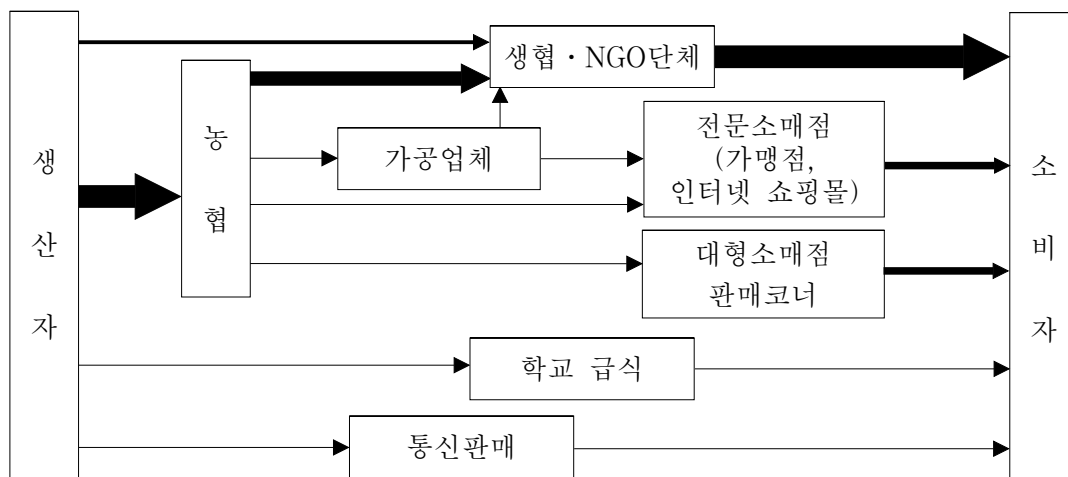 생산자
농협
생협·NGO단체
가공업체
전문소매점
(가맹점,
인터넷 쇼핑몰)
대형소매점
판매코너
학교 급식
통신판매
소비자